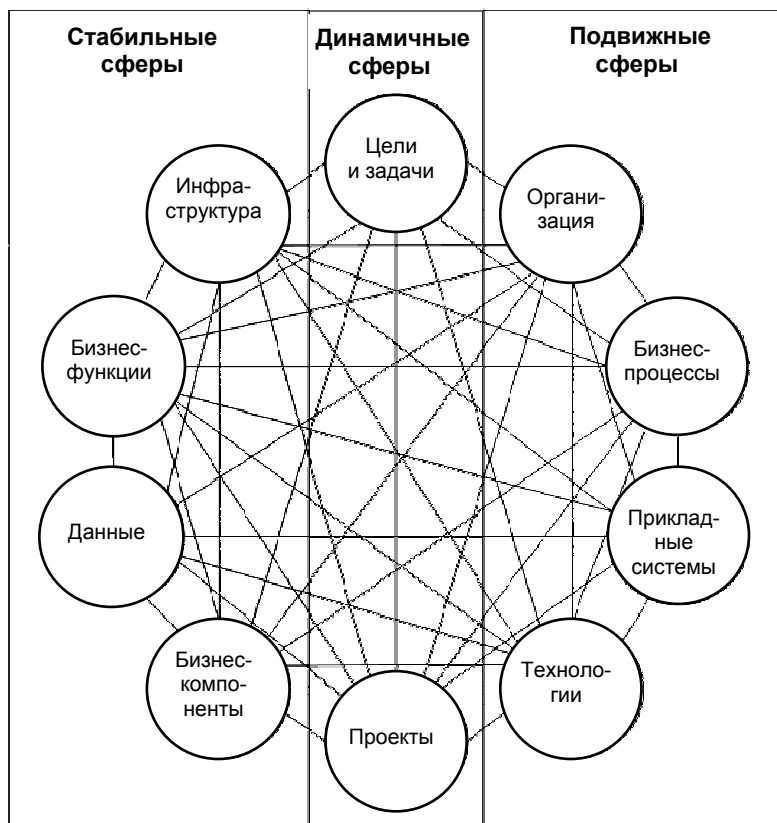 Стабильные
сферы
Динамичные
сферы
Подвижные
сферы
Цели
и задачи
Инфра-
структура
Органи-
зация
Бизнес-
функции
Бизнес-
процессы
Данные
Приклад-
ные
системы
Бизнес-
компо-
ненты
Техноло-
гии
Проекты